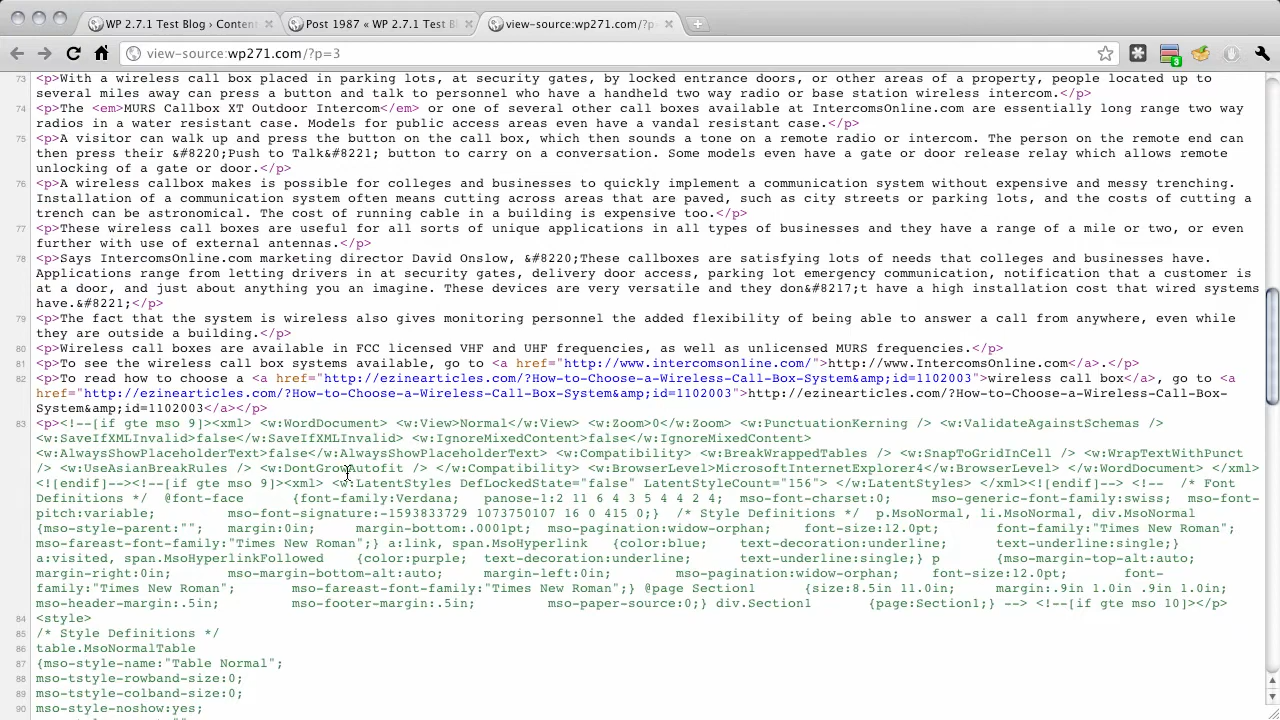 WP 2.7.1 Test Blog › Content
Post 1987 « WP 2.7.1 Test Bl
view-source:wp271.com/?p
view-source:wp271.com/?p=3
3
73 <p>With a wireless call box placed in parking lots, at security gates, by locked entrance doors, or other areas of a property, people located up to
several miles away can press a button and talk to personnel who have a handheld two way radio or base station wireless intercom.</p>
74 <p>The <em>MURS Callbox XT Outdoor Intercom</em> or one of several other call boxes available at IntercomsOnline.com are essentially long range two way
radios in a water resistant case. Models for public access areas even have a vandal resistant case.</p>
75 <p>A visitor can walk up and press the button on the call box, which then sounds a tone on a remote radio or intercom. The person on the remote end can
then press their &#8220;Push to Talk&#8221; button to carry on a conversation. Some models even have a gate or door release relay which allows remote
unlocking of a gate or door.</p>
76 <p>A wireless callbox makes is possible for colleges and businesses to quickly implement a communication system without expensive and messy trenching.
Installation of a communication system often means cutting across areas that are paved, such as city streets or parking lots, and the costs of cutting a
trench can be astronomical. The cost of running cable in a building is expensive too.</p>
77 <p>These wireless call boxes are useful for all sorts of unique applications in all types of businesses and they have a range of a mile or two, or even
further with use of external antennas.</p>
78 <p>Says IntercomsOnline.com marketing director David Onslow, &#8220;These callboxes are satisfying lots of needs that colleges and businesses have.
Applications range from letting drivers in at security gates, delivery door access, parking lot emergency communication, notification that a customer is
at a door, and just about anything you an imagine. These devices are very versatile and they don&#8217;t have a high installation cost that wired systems
have.&#8221;</p>
79 <p>The fact that the system is wireless also gives monitoring personnel the added flexibility of being able to answer a call from anywhere, even while
they are outside a building.</p>
80 <p>Wireless call boxes are available in FCC licensed VHF and UHF frequencies, as well as unlicensed MURS frequencies.</p>
81 <p>To see the wireless call box systems available, go to <a href="http://www.intercomsonline.com/">http://www.IntercomsOnline.com</a>.</p>
82 <p>To read how to choose a <a href="http://ezinearticles.com/?How-to-Choose-a-Wireless-Call-Box-System&amp;id=1102003">wireless call box</a>, go to <a
href="http://ezinearticles.com/?How-to-Choose-a-Wireless-Call-Box-System&amp;id=1102003">http://ezinearticles.com/?How-to-Choose-a-Wireless-Call-Box-
System&amp;id=1102003</a></p>
83 <p><!--[if gte mso 9]><xml> <w:WordDocument> <w:View>Normal</w:View> <w:Zoom>0</w:Zoom> <w:PunctuationKerning /> <w:ValidateAgainstSchemas />
<w:SaveIfXMLInvalid>false</w:SaveIfXMLInvalid> <w:IgnoreMixedContent>false</w:IgnoreMixedContent>
<w:AlwaysShowPlaceholderText>false</w:AlwaysShowPlaceholderText> <w:Compatibility> <w:BreakWrappedTables /> <w:SnapToGridInCell /> <w:WrapTextWithPunct
/> <w:UseAsianBreakRules /> <w:DontGrowAutofit /> </w:Compatibility> <w:BrowserLevel>MicrosoftInternetExplorer4</w:BrowserLevel> </w:WordDocument> </xml>
<![endif]--><!--[if gte mso 9]><xml> <w:LatentStyles DefLockedState="false" LatentStyleCount="156"> </w:LatentStyles> </xml><![endif]--> <!-- /* Font
Definitions */ @font-face {font-family:Verdana; panose-1:2 11 6 4 3 5 4 4 2 4; mso-font-charset:0; mso-generic-font-family:swiss; mso-font-
pitch:variable; mso-font-signature:-1593833729 1073750107 16 0 415 0;} /* Style Definitions */ p.MsoNormal, li.MsoNormal, div.MsoNormal
{mso-style-parent:""; margin:0in; margin-bottom:.0001pt; mso-pagination:widow-orphan; font-size:12.0pt; font-family:"Times New Roman";
mso-fareast-font-family:"Times New Roman";} a:link, span.MsoHyperlink {color:blue; text-decoration:underline; text-underline:single;}
a:visited, span.MsoHyperlinkFollowed {color:purple; text-decoration:underline; text-underline:single;} p {mso-margin-top-alt:auto;
margin-right:0in; mso-margin-bottom-alt:auto; margin-left:0in; mso-pagination:widow-orphan; font-size:12.0pt; font-
family:"Times New Roman"; mso-fareast-font-family:"Times New Roman";} @page Section1 {size:8.5in 11.0in; margin:.9in 1.0in .9in 1.0in;
mso-header-margin:.5in; mso-footer-margin:.5in; mso-paper-source:0;} div.Section1 {page:Section1;} --> <!--[if gte mso 10]></p>
84 <style>
85 /* Style Definitions */
86 table.MsoNormalTable
87 {mso-style-name:"Table Normal";
88 mso-tstyle-rowband-size:0;
89 mso-tstyle-colband-size:0;
90 mso-style-noshow:yes;